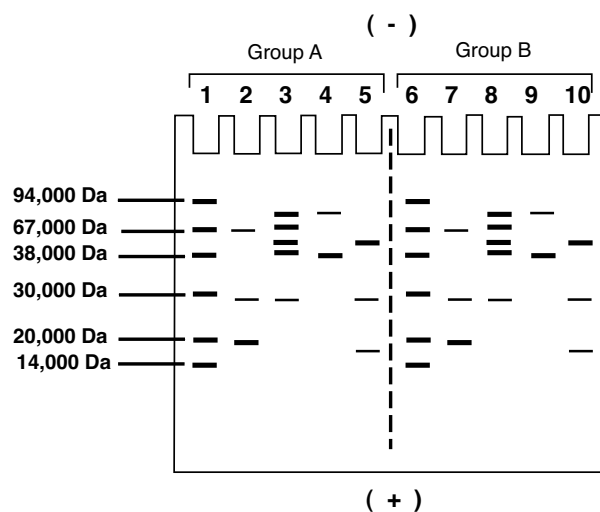 ( - )
Group A Group B
1 2 3 4 5 6 7 8 9 10
94,000 Da
67,000 Da
38,000 Da
30,000 Da
20,000 Da
14,000 Da
( + )